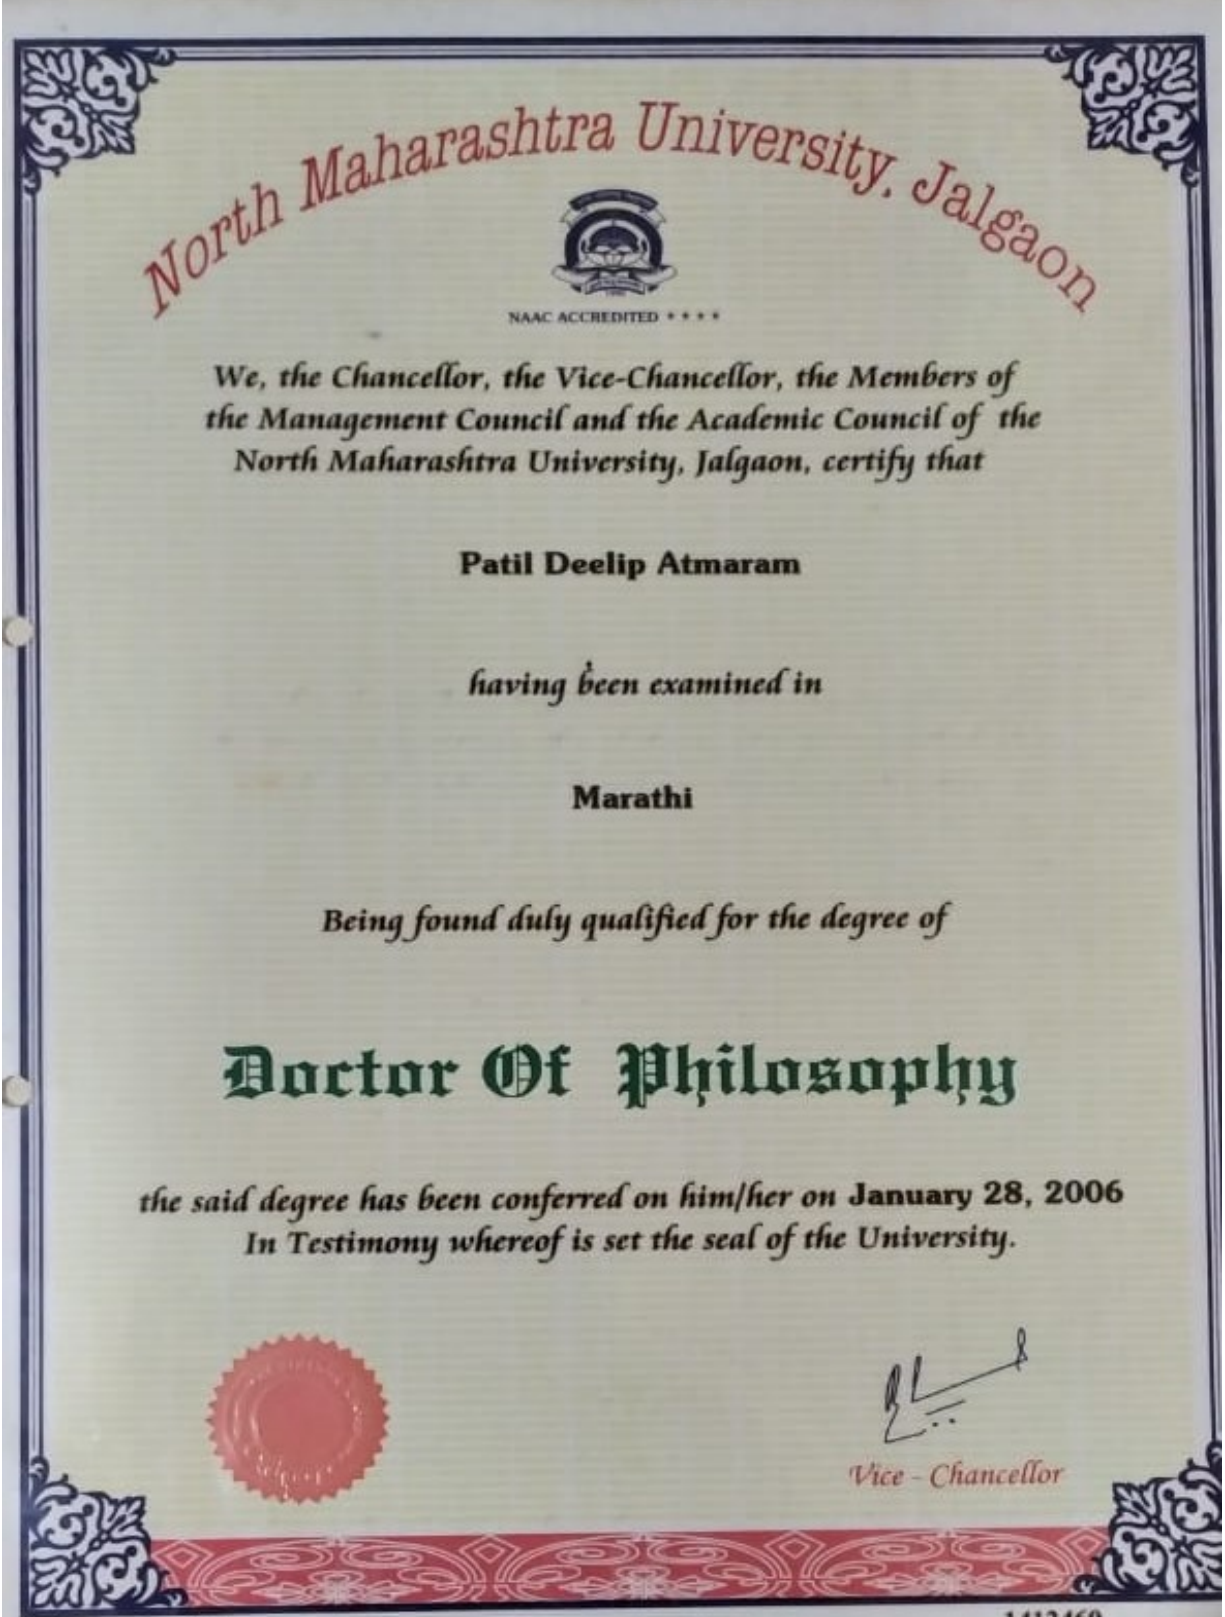 North Maharashtra University, Jalgaon
NAAC ACCREDITED ★ ★ ★ ★
We, the Chancellor, the Vice-Chancellor, the Members of
the Management Council and the Academic Council of the
North Maharashtra University, Jalgaon, certify that
Patil Deelip Atmaram
having been examined in
Marathi
Being found duly qualified for the degree of
Doctor Of Philosophy
the said degree has been conferred on him/her on January 28, 2006
In Testimony whereof is set the seal of the University.
Vice - Chancellor